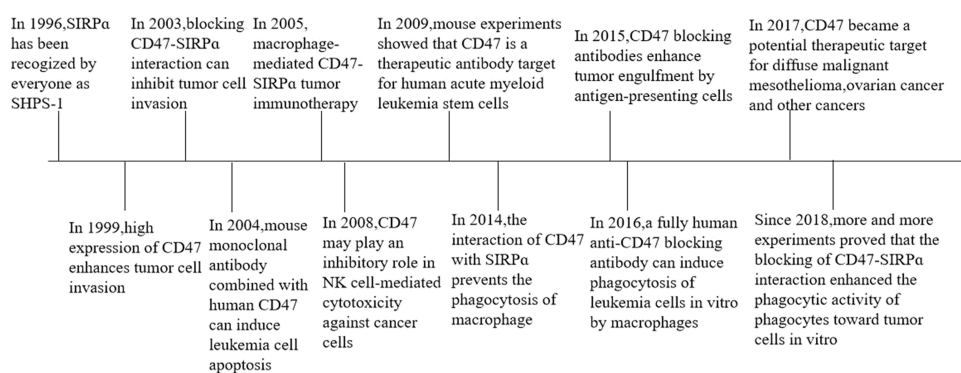 In 1996,SIRPα
has been
recogized by
everyone as
SHPS-1
In 2003,blocking
CD47-SIRPα
interaction can
inhibit tumor cell
invasion
In 2005,
macrophage-
mediated CD47-
SIRPα tumor
immunotherapy
In 2009,mouse experiments
showed that CD47 is a
therapeutic antibody target
for human acute myeloid
leukemia stem cells
In 2015,CD47 blocking
antibodies enhance
tumor engulfment by
antigen-presenting cells
In 2017,CD47 became a
potential therapeutic target
for diffuse malignant
mesothelioma,ovarian cancer
and other cancers
In 1999,high
expression of CD47
enhances tumor cell
invasion
In 2004,mouse
monoclonal
antibody
combined with
human CD47
can induce
leukemia cell
apoptosis
In 2008,CD47
may play an
inhibitory role in
NK cell-mediated
cytotoxicity
against cancer
cells
In 2014,the
interaction of CD47
with SIRPα
prevents the
phagocytosis of
macrophage
In 2016,a fully human
anti-CD47 blocking
antibody can induce
phagocytosis of
leukemia cells in vitro
by macrophages
Since 2018,more and more
experiments proved that the
blocking of CD47-SIRPα
interaction enhanced the
phagocytic activity of
phagocytes toward tumor
cells in vitro